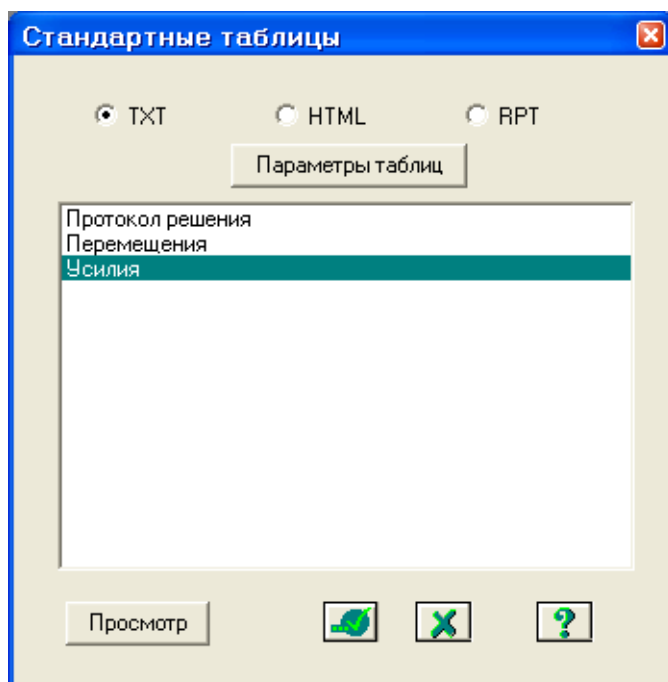 Стандартные таблицы
TXT HTML RPT
Параметры таблиц
Протокол решения
Перемещения
Усилия
Просмотр
?